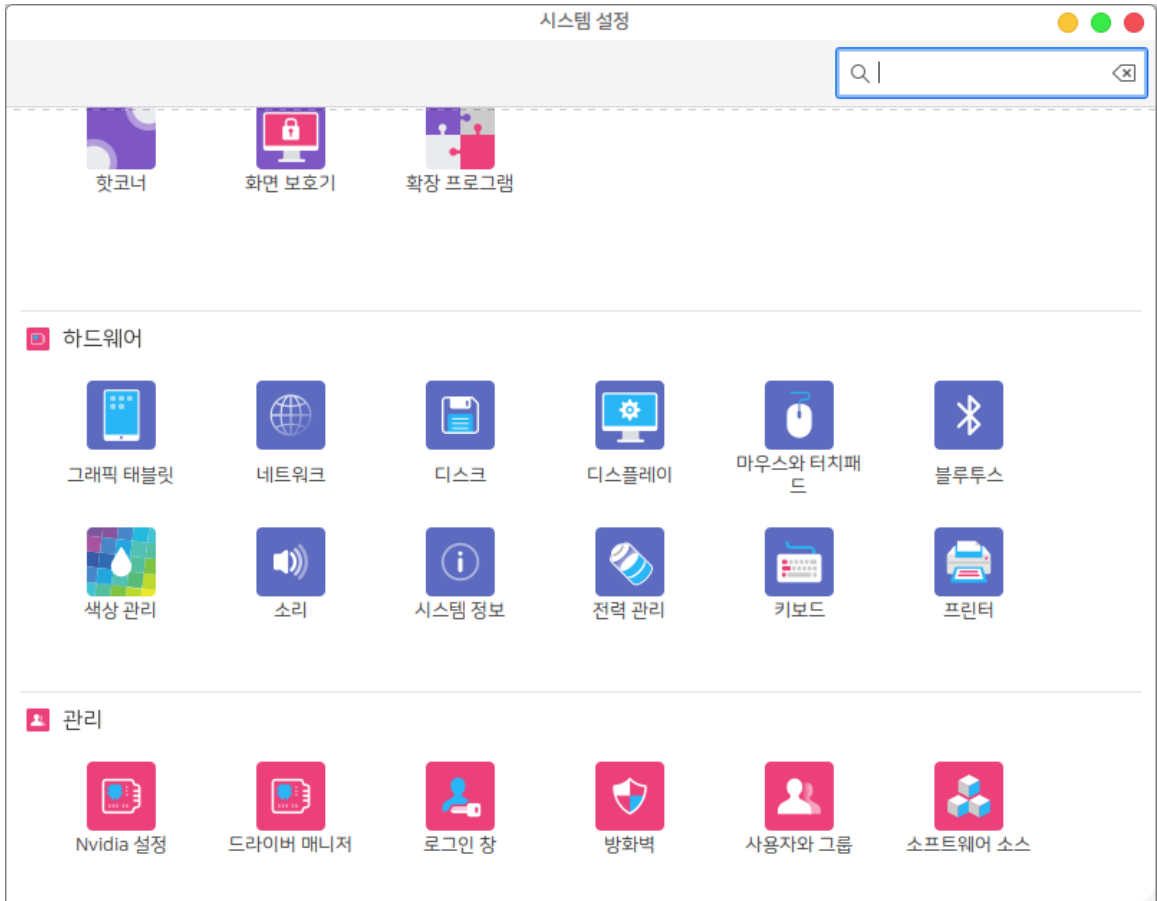 시스템 설정
핫코너 화면 보호기 확장 프로그램
하드웨어
그래픽 태블릿 네트워크 디스크 디스플레이 마우스와 터치패
드 블루투스
색상 관리 소리 시스템 정보 전력 관리 키보드 프린터
관리
Nvidia 설정 드라이버 매니저 로그인 창 방화벽 사용자와 그룹 소프트웨어 소스